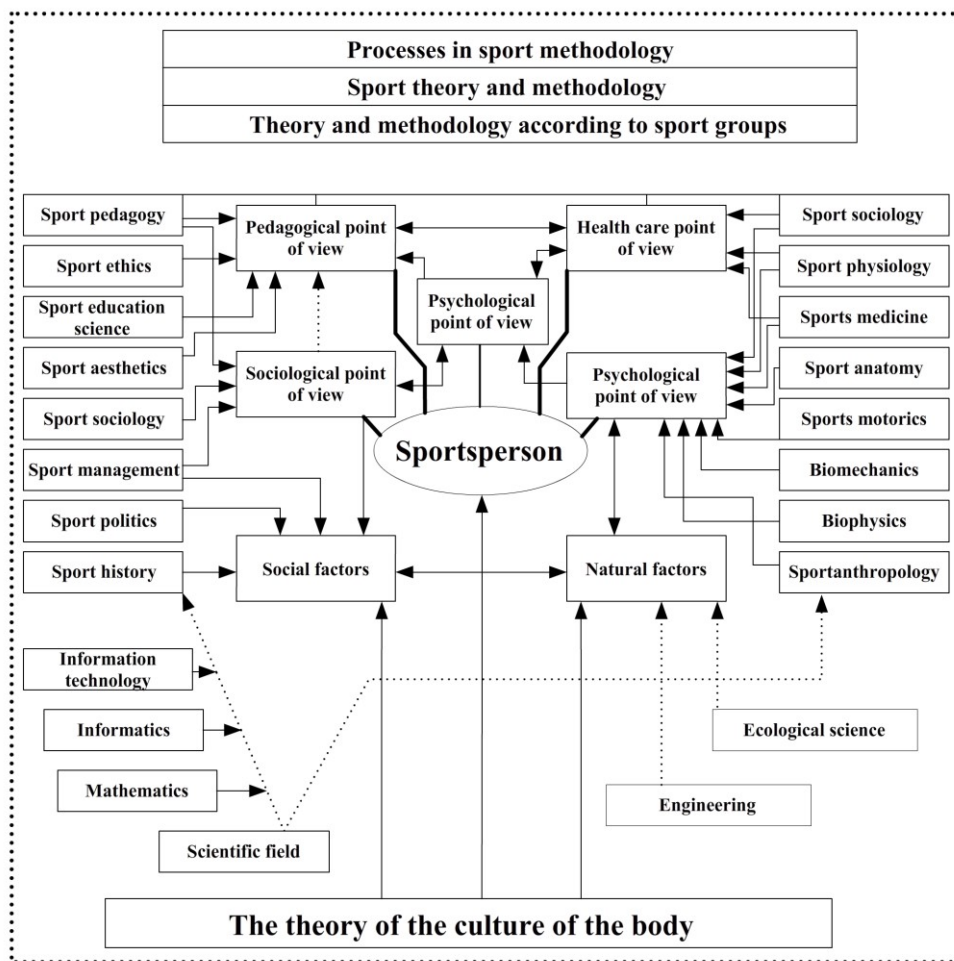 Processes in sport methodology
Sport theory and methodology
Theory and methodology according to sport groups
Sport pedagogy
Sport ethics
Sport education
science
Sport aesthetics
Sport sociology
Sport management
Sport politics
Sport history
Pedagogical point
of view
Health care point
of view
Psychological
point of view
Sociological point
of view
Psychological
point of view
Sportsperson
Social factors
Natural factors
Sport sociology
Sport physiology
Sports medicine
Sport anatomy
Sports motorics
Biomechanics
Biophysics
Sportanthropology
Information
technology
Informatics
Mathematics
Scientific field
Ecological science
Engineering
The theory of the culture of the body